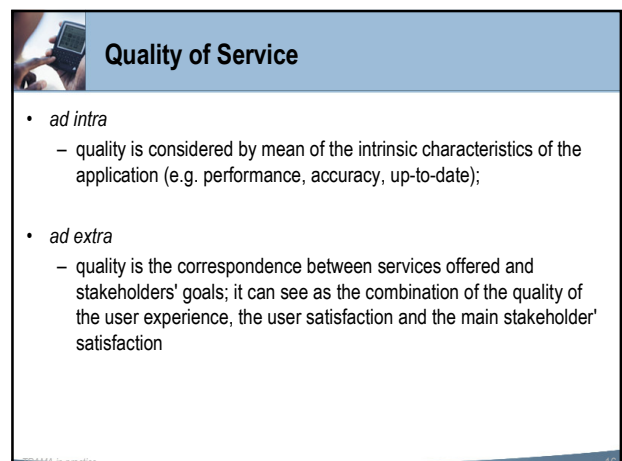 Quality of Service
• ad intra
– quality is considered by mean of the intrinsic characteristics of the
application (e.g. performance, accuracy, up-to-date);
• ad extra
– quality is the correspondence between services offered and
stakeholders' goals; it can see as the combination of the quality of
the user experience, the user satisfaction and the main stakeholder'
satisfaction